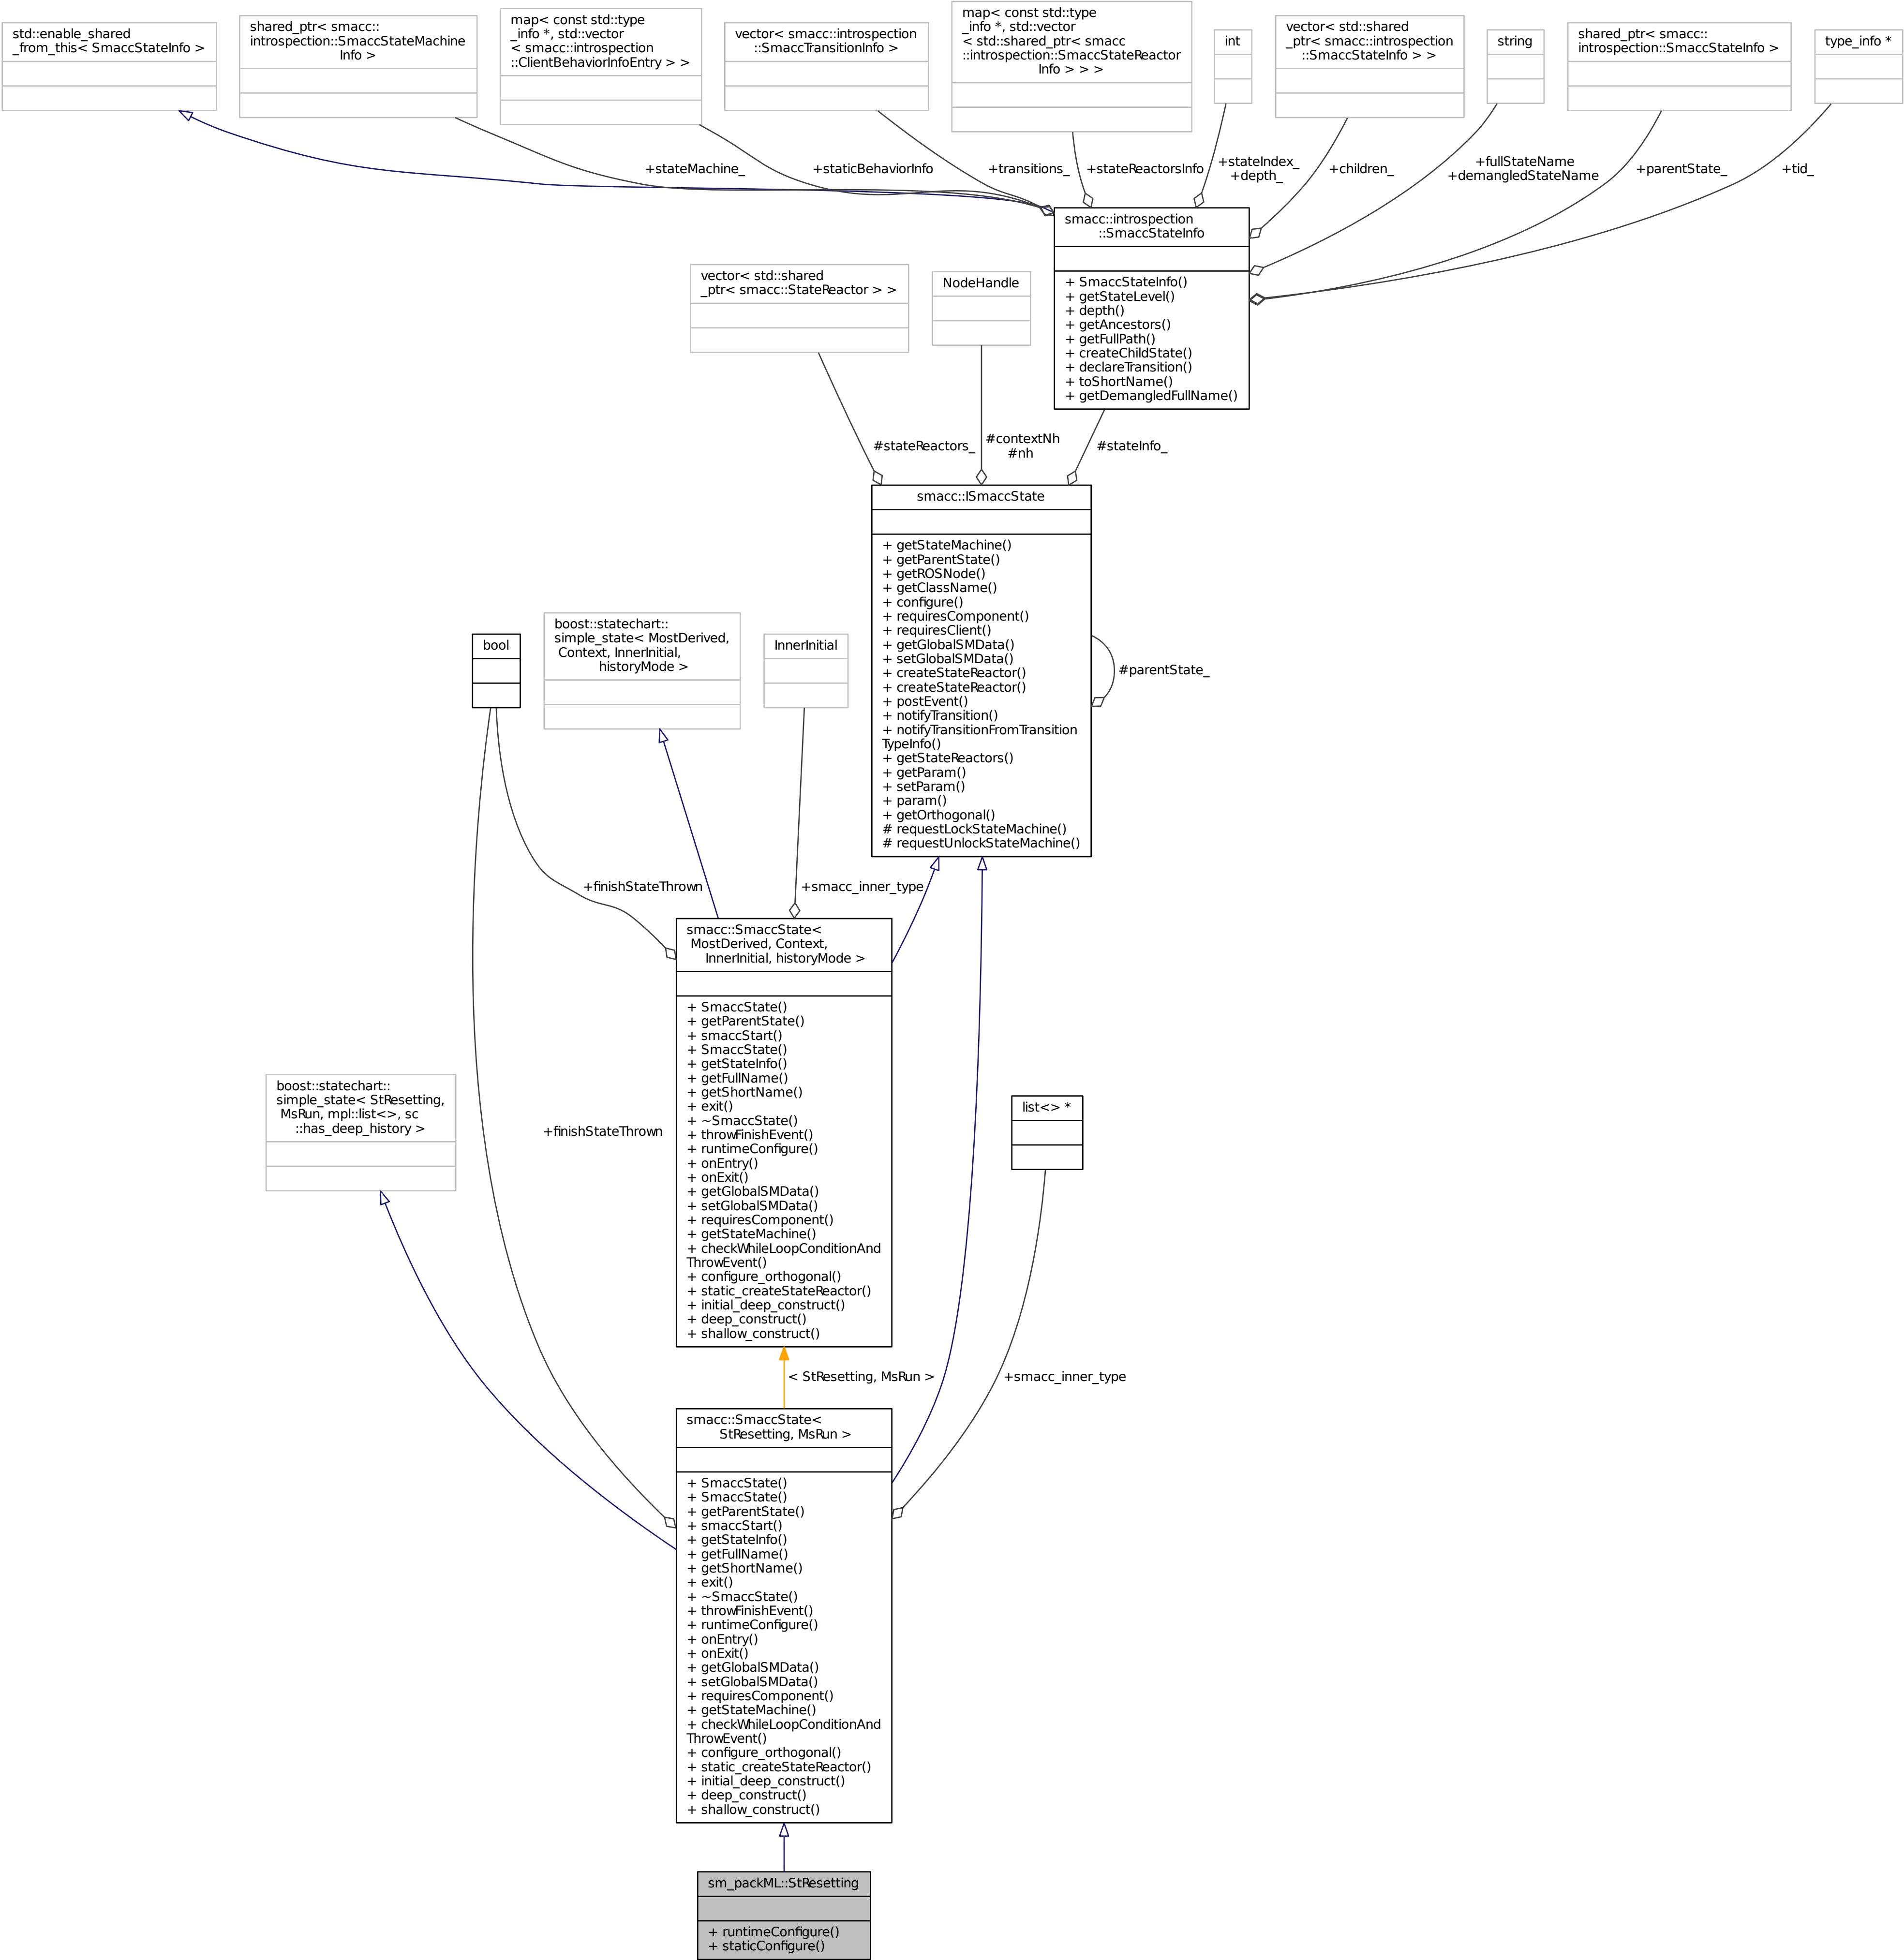 std::enable_shared
_from_this< SmaccStateInfo >
shared_ptr< smacc::
introspection::SmaccStateMachine
Info >
map< const std::type
_info *, std::vector
< smacc::introspection
::ClientBehaviorInfoEntry > >
vector< smacc::introspection
::SmaccTransitionInfo >
map< const std::type
_info *, std::vector
< std::shared_ptr< smacc
::introspection::SmaccStateReactor
Info > > >
int
vector< std::shared
_ptr< smacc::introspection
::SmaccStateInfo > >
string
shared_ptr< smacc::
introspection::SmaccStateInfo >
type_info *
+stateMachine_
+staticBehaviorInfo
+transitions_
+stateReactorsInfo
+stateIndex_
+depth_
+children_
+fullStateName
+demangledStateName
+parentState_
+tid_
smacc::introspection
::SmaccStateInfo
+ SmaccStateInfo()
+ getStateLevel()
+ depth()
+ getAncestors()
+ getFullPath()
+ createChildState()
+ declareTransition()
+ toShortName()
+ getDemangledFullName()
vector< std::shared
_ptr< smacc::StateReactor > >
NodeHandle
#stateReactors_
#contextNh
#nh
#stateInfo_
smacc::ISmaccState
+ getStateMachine()
+ getParentState()
+ getROSNode()
+ getClassName()
+ configure()
+ requiresComponent()
+ requiresClient()
+ getGlobalSMData()
+ setGlobalSMData()
+ createStateReactor()
+ createStateReactor()
+ postEvent()
+ notifyTransition()
+ notifyTransitionFromTransition
TypeInfo()
+ getStateReactors()
+ getParam()
+ setParam()
+ param()
+ getOrthogonal()
# requestLockStateMachine()
# requestUnlockStateMachine()
#parentState_
bool
boost::statechart::
simple_state< MostDerived,
Context, InnerInitial,
historyMode >
InnerInitial
+finishStateThrown
+smacc_inner_type
smacc::SmaccState<
MostDerived, Context,
InnerInitial, historyMode >
+ SmaccState()
+ getParentState()
+ smaccStart()
+ SmaccState()
+ getStateInfo()
+ getFullName()
+ getShortName()
+ exit()
+ ~SmaccState()
+ throwFinishEvent()
+ runtimeConfigure()
+ onEntry()
+ onExit()
+ getGlobalSMData()
+ setGlobalSMData()
+ requiresComponent()
+ getStateMachine()
+ checkWhileLoopConditionAnd
ThrowEvent()
+ configure_orthogonal()
+ static_createStateReactor()
+ initial_deep_construct()
+ deep_construct()
+ shallow_construct()
boost::statechart::
simple_state< StResetting,
MsRun, mpl::list<>, sc
::has_deep_history >
+finishStateThrown
list<> *
< StResetting, MsRun >
+smacc_inner_type
smacc::SmaccState<
StResetting, MsRun >
+ SmaccState()
+ SmaccState()
+ getParentState()
+ smaccStart()
+ getStateInfo()
+ getFullName()
+ getShortName()
+ exit()
+ ~SmaccState()
+ throwFinishEvent()
+ runtimeConfigure()
+ onEntry()
+ onExit()
+ getGlobalSMData()
+ setGlobalSMData()
+ requiresComponent()
+ getStateMachine()
+ checkWhileLoopConditionAnd
ThrowEvent()
+ configure_orthogonal()
+ static_createStateReactor()
+ initial_deep_construct()
+ deep_construct()
+ shallow_construct()
sm_packML::StResetting
+ runtimeConfigure()
+ staticConfigure()